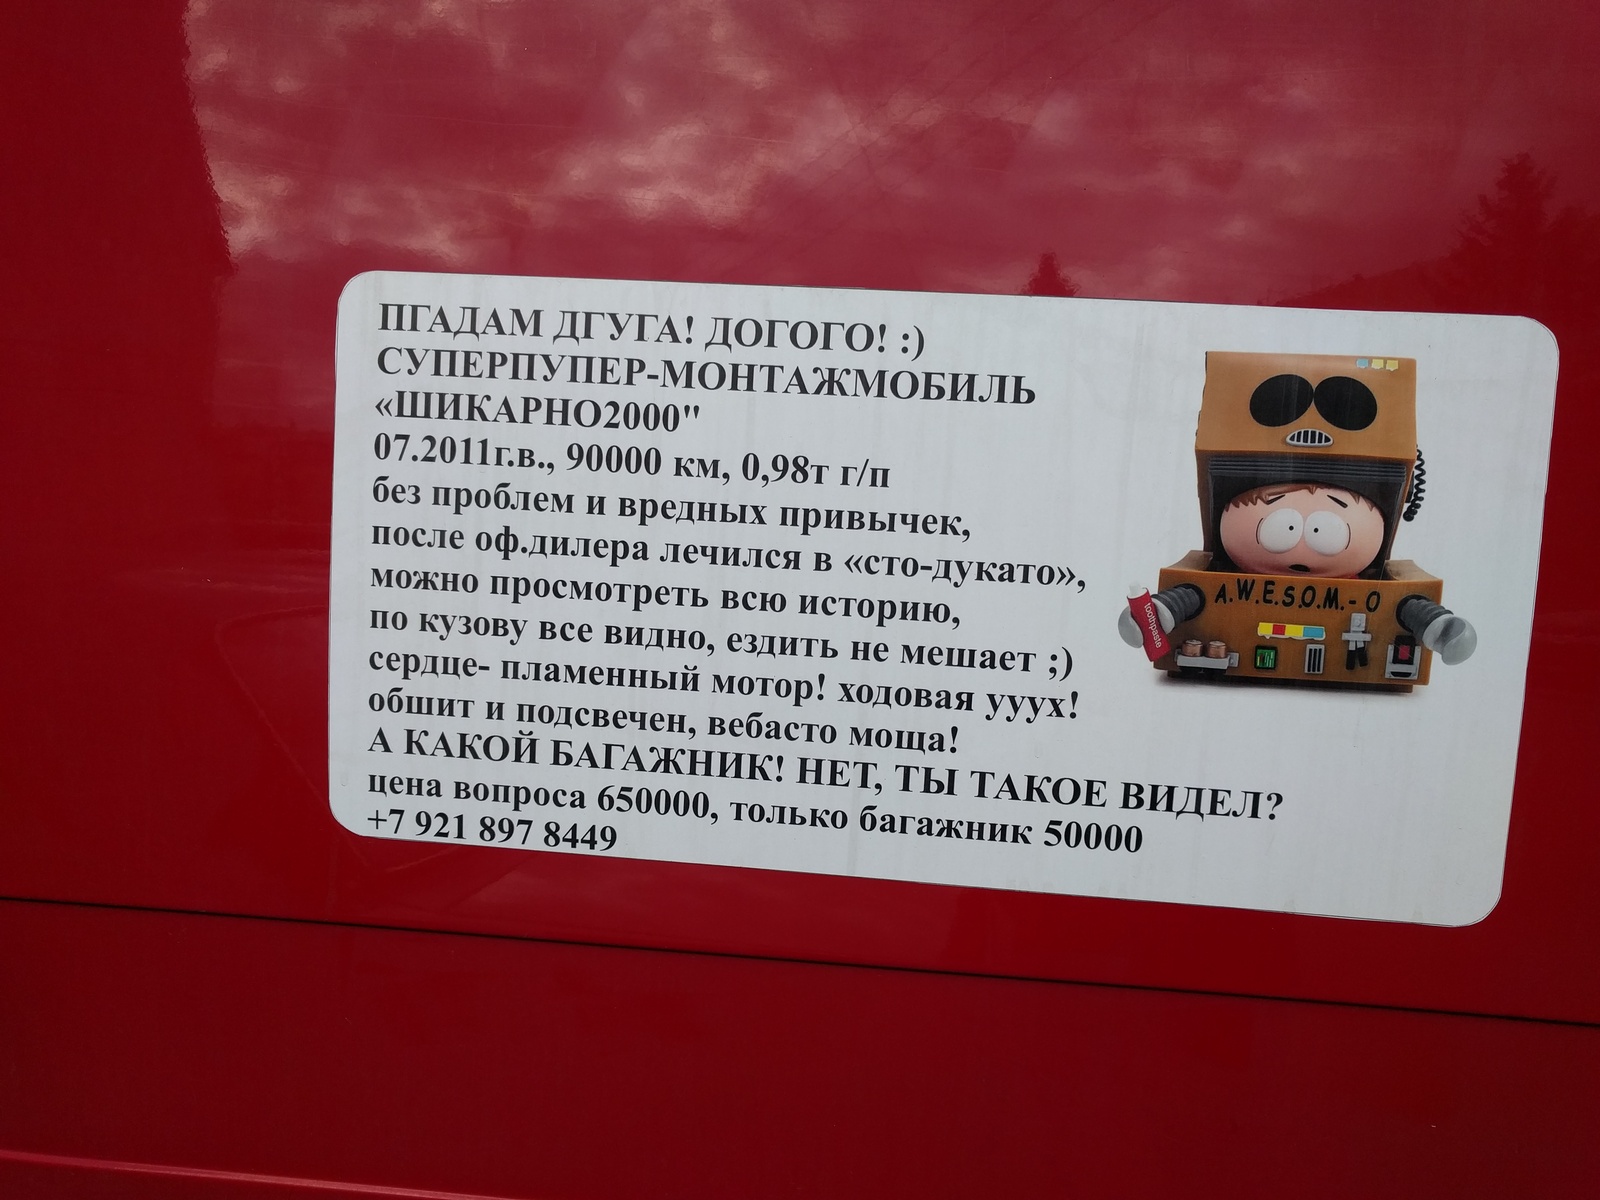 ПГАДАМ ДГУГА! ДОГОГО! :)
СУПЕРПУПЕР-МОНТАЖМОБИЛЬ
«ШИКАРНО2000"
07.2011г.в., 90000 км, 0,98т г/п
без проблем и вредных привычек,
после оф.дилера лечился в «сто-дукато»,
можно просмотреть всю историю,
по кузову все видно, ездить не мешает ;)
сердце- пламенный мотор! ходовая ууух!
обшит и подсвечен, вебасто моща!
А КАКОЙ БАГАЖНИК! НЕТ, ТЫ ТАКОЕ ВИДЕЛ?
цена вопроса 650000, только багажник 50000
+7 921 897 8449
A.W.E.S.O.M.-O
toothpaste